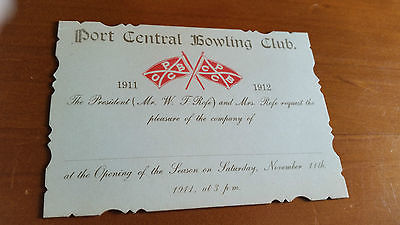 Port Central Bowling Club.
1911 1912
The President (Mr. W. F. Rofe) and Mrs. Rofe request the
pleasure of the company of
at the Opening of the Season on Saturday, November 11th,
1911, at 3 p.m.